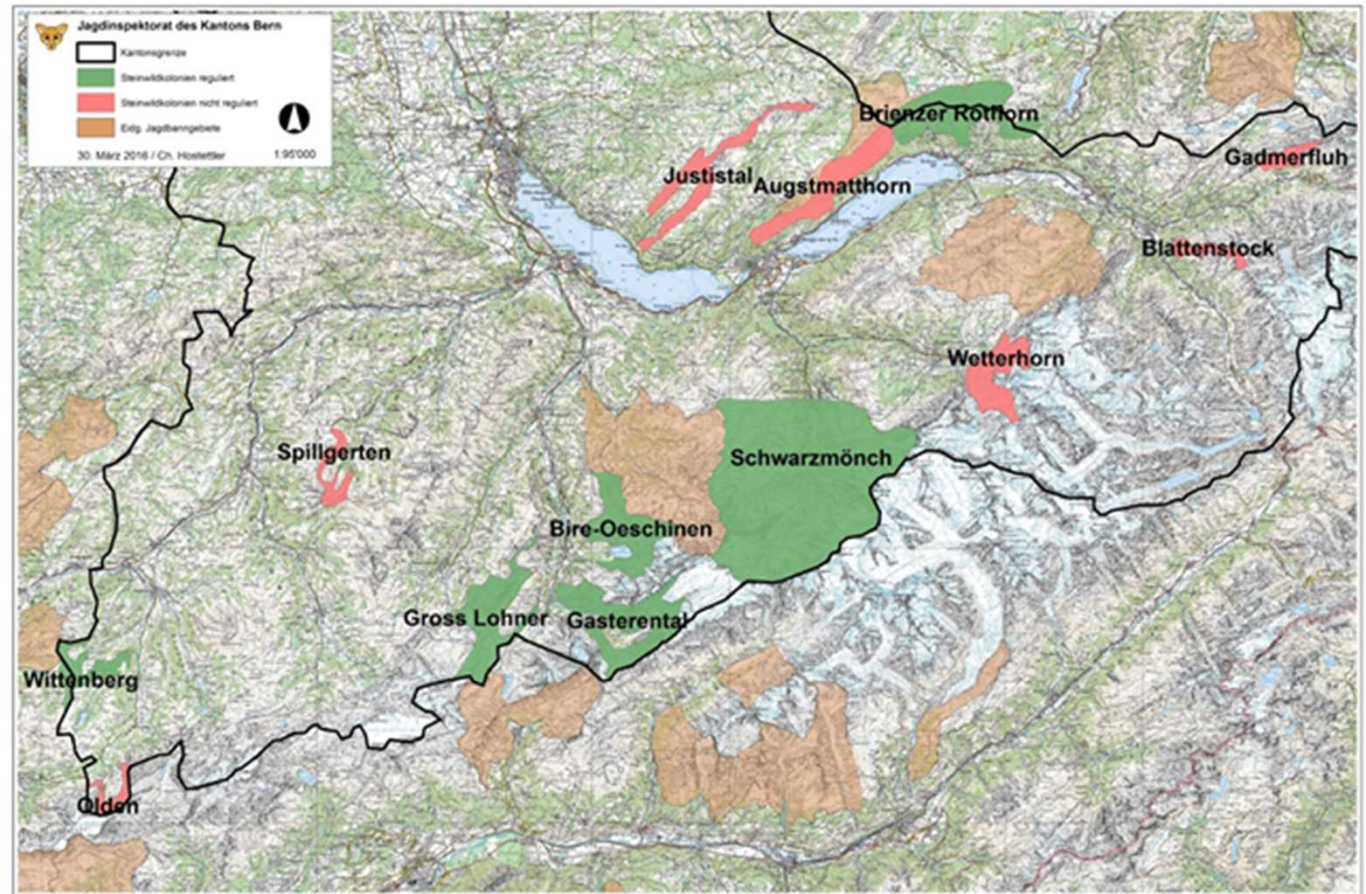 Jagdinspektorat des Kantons Bern
Kantonsgrenze
Steinwildkolonien reguliert
Steinwildkolonien nicht reguliert
Eidg. Jagdbanngebiete
30. März 2016 / Ch. Hostettler 1:95'000
Brienzer Rothorn
Gadmerfluh
Justistal
Augstmatthorn
Blattenstock
Wetterhorn
Spillgerten
Schwarzmönch
Bire-Oeschinen
Gross Lohner
Gasterental
Wittenberg
Olden